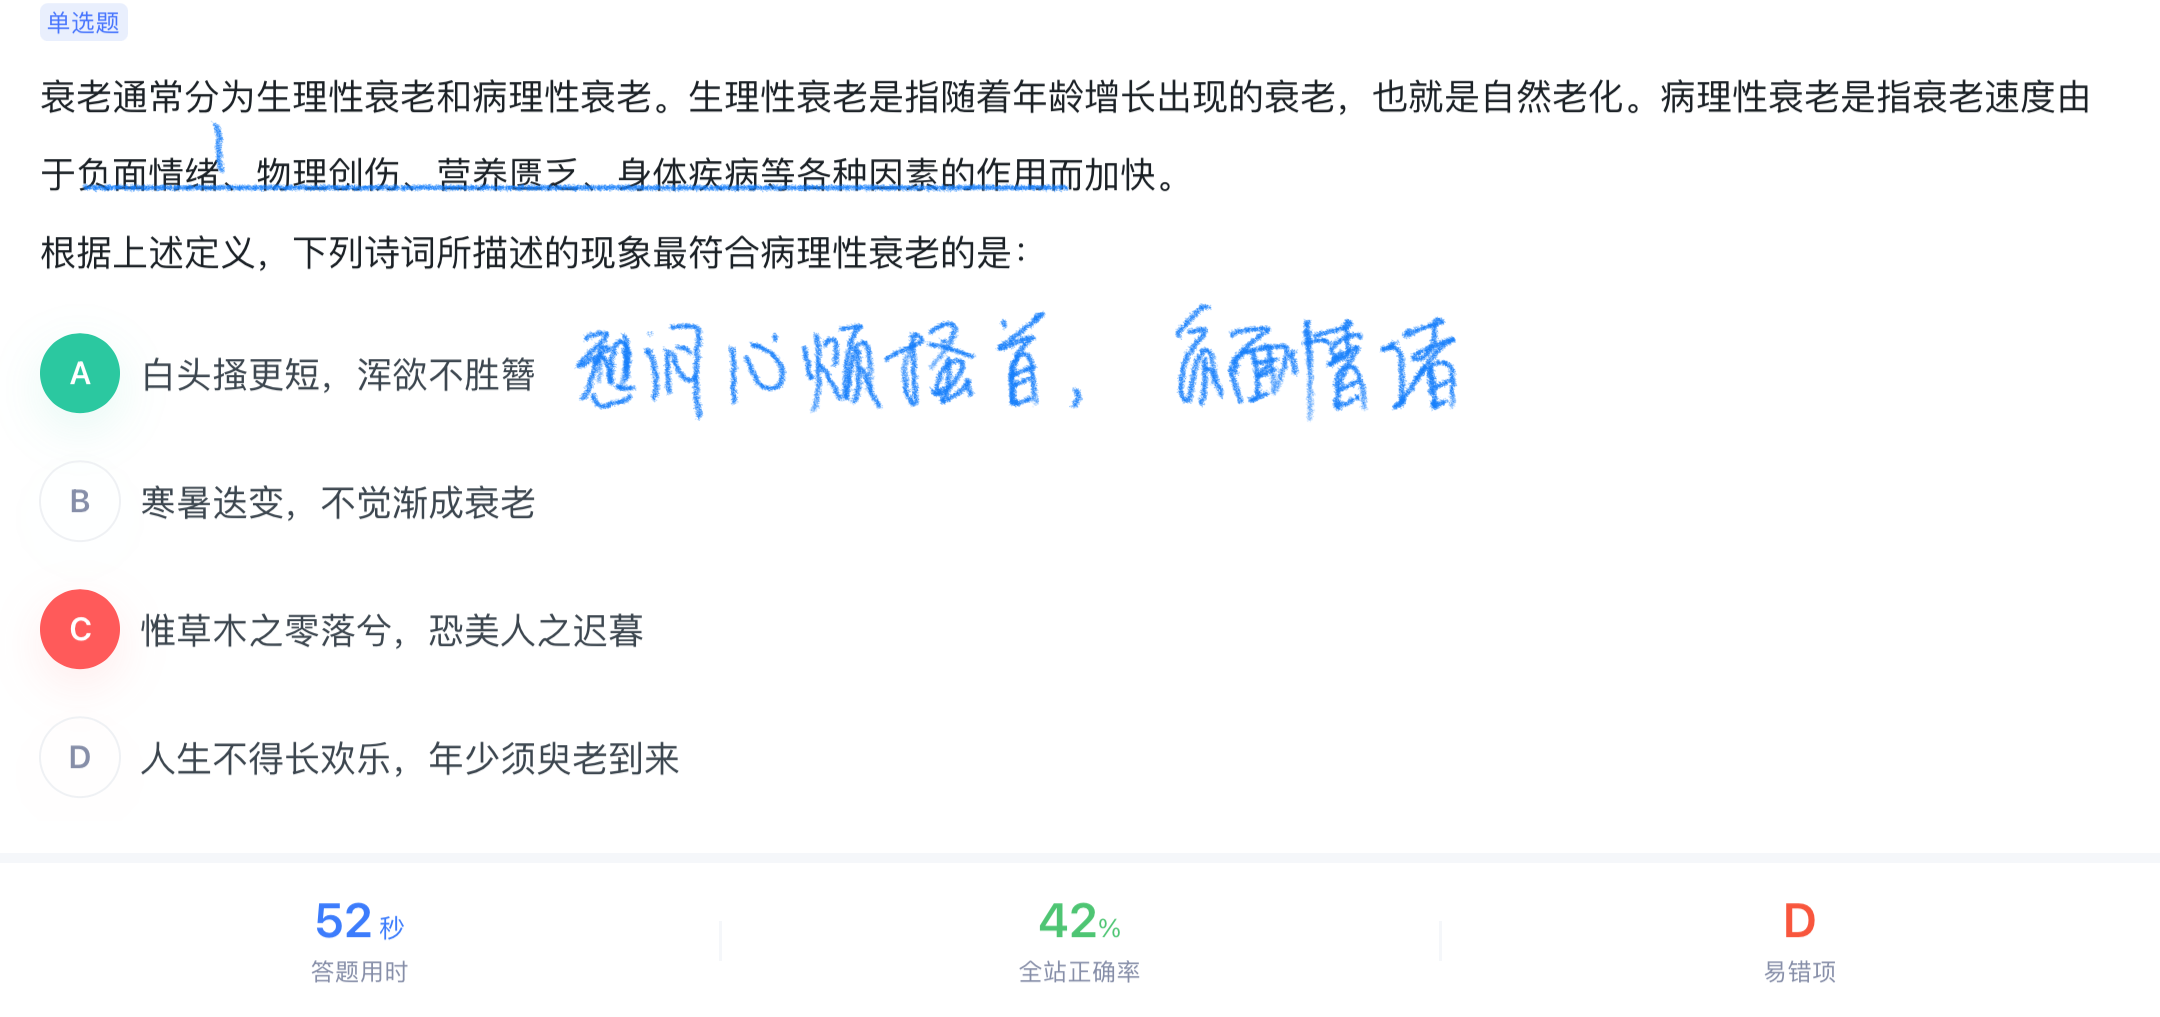 单选题
衰老通常分为生理性衰老和病理性衰老。生理性衰老是指随着年龄增长出现的衰老，也就是自然老化。病理性衰老是指衰老速度由
于负面情绪、物理创伤、营养匮乏、身体疾病等各种因素的作用而加快。
根据上述定义，下列诗词所描述的现象最符合病理性衰老的是：
A 白头搔更短，浑欲不胜簪 愁闷心烦搔首， 负面情绪
B 寒暑迭变，不觉渐成衰老
C 惟草木之零落兮，恐美人之迟暮
D 人生不得长欢乐，年少须臾老到来
52秒 42% D
答题用时 全站正确率 易错项